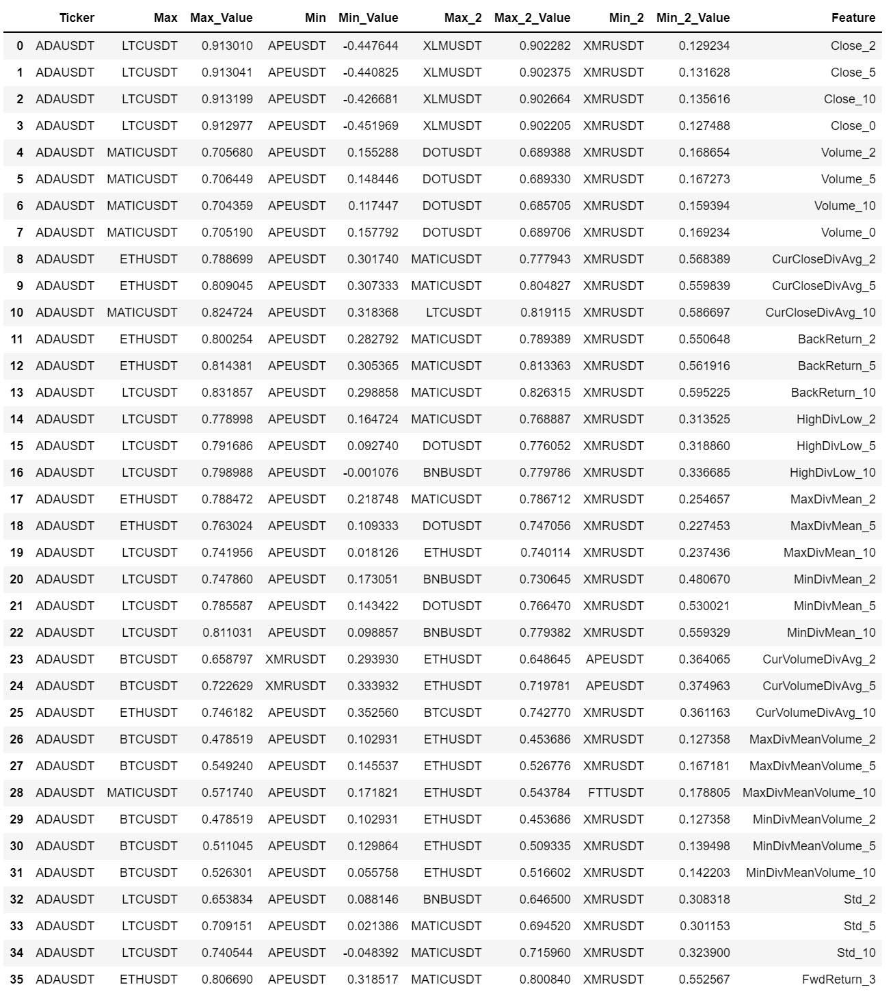 Ticker Max Max_Value Min Min_Value Max_2 Max_2_Value Min_2 Min_2_Value Feature
0 ADAUSDT LTCUSDT 0.913010 APEUSDT -0.447644 XLMUSDT 0.902282 XMRUSDT 0.129234 Close_2
1 ADAUSDT LTCUSDT 0.913041 APEUSDT -0.440825 XLMUSDT 0.902375 XMRUSDT 0.131628 Close_5
2 ADAUSDT LTCUSDT 0.913199 APEUSDT -0.426681 XLMUSDT 0.902664 XMRUSDT 0.135616 Close_10
3 ADAUSDT LTCUSDT 0.912977 APEUSDT -0.451969 XLMUSDT 0.902205 XMRUSDT 0.127488 Close_0
4 ADAUSDT MATICUSDT 0.705680 APEUSDT 0.155288 DOTUSDT 0.689388 XMRUSDT 0.168654 Volume_2
5 ADAUSDT MATICUSDT 0.706449 APEUSDT 0.148446 DOTUSDT 0.689330 XMRUSDT 0.167273 Volume_5
6 ADAUSDT MATICUSDT 0.704359 APEUSDT 0.117447 DOTUSDT 0.685705 XMRUSDT 0.159394 Volume_10
7 ADAUSDT MATICUSDT 0.705190 APEUSDT 0.157792 DOTUSDT 0.689706 XMRUSDT 0.169234 Volume_0
8 ADAUSDT ETHUSDT 0.788699 APEUSDT 0.301740 MATICUSDT 0.777943 XMRUSDT 0.568389 CurCloseDivAvg_2
9 ADAUSDT ETHUSDT 0.809045 APEUSDT 0.307333 MATICUSDT 0.804827 XMRUSDT 0.559839 CurCloseDivAvg_5
10 ADAUSDT MATICUSDT 0.824724 APEUSDT 0.318368 LTCUSDT 0.819115 XMRUSDT 0.586697 CurCloseDivAvg_10
11 ADAUSDT ETHUSDT 0.800254 APEUSDT 0.282792 MATICUSDT 0.789389 XMRUSDT 0.550648 BackReturn_2
12 ADAUSDT ETHUSDT 0.814381 APEUSDT 0.305365 MATICUSDT 0.813363 XMRUSDT 0.561916 BackReturn_5
13 ADAUSDT LTCUSDT 0.831857 APEUSDT 0.298858 MATICUSDT 0.826315 XMRUSDT 0.595225 BackReturn_10
14 ADAUSDT LTCUSDT 0.778998 APEUSDT 0.164724 MATICUSDT 0.768887 XMRUSDT 0.313525 HighDivLow_2
15 ADAUSDT LTCUSDT 0.791686 APEUSDT 0.092740 DOTUSDT 0.776052 XMRUSDT 0.318860 HighDivLow_5
16 ADAUSDT LTCUSDT 0.798988 APEUSDT -0.001076 BNBUSDT 0.779786 XMRUSDT 0.336685 HighDivLow_10
17 ADAUSDT ETHUSDT 0.788472 APEUSDT 0.218748 MATICUSDT 0.786712 XMRUSDT 0.254657 MaxDivMean_2
18 ADAUSDT ETHUSDT 0.763024 APEUSDT 0.109333 DOTUSDT 0.747056 XMRUSDT 0.227453 MaxDivMean_5
19 ADAUSDT LTCUSDT 0.741956 APEUSDT 0.018126 ETHUSDT 0.740114 XMRUSDT 0.237436 MaxDivMean_10
20 ADAUSDT LTCUSDT 0.747860 APEUSDT 0.173051 BNBUSDT 0.730645 XMRUSDT 0.480670 MinDivMean_2
21 ADAUSDT LTCUSDT 0.785587 APEUSDT 0.143422 DOTUSDT 0.766470 XMRUSDT 0.530021 MinDivMean_5
22 ADAUSDT LTCUSDT 0.811031 APEUSDT 0.098857 BNBUSDT 0.779382 XMRUSDT 0.559329 MinDivMean_10
23 ADAUSDT BTCUSDT 0.658797 XMRUSDT 0.293930 ETHUSDT 0.648645 APEUSDT 0.364065 CurVolumeDivAvg_2
24 ADAUSDT BTCUSDT 0.722629 XMRUSDT 0.333932 ETHUSDT 0.719781 APEUSDT 0.374963 CurVolumeDivAvg_5
25 ADAUSDT ETHUSDT 0.746182 APEUSDT 0.352560 BTCUSDT 0.742770 XMRUSDT 0.361163 CurVolumeDivAvg_10
26 ADAUSDT BTCUSDT 0.478519 APEUSDT 0.102931 ETHUSDT 0.453686 XMRUSDT 0.127358 MaxDivMeanVolume_2
27 ADAUSDT BTCUSDT 0.549240 APEUSDT 0.145537 ETHUSDT 0.526776 XMRUSDT 0.167181 MaxDivMeanVolume_5
28 ADAUSDT MATICUSDT 0.571740 APEUSDT 0.171821 ETHUSDT 0.543784 FTTUSDT 0.178805 MaxDivMeanVolume_10
29 ADAUSDT BTCUSDT 0.478519 APEUSDT 0.102931 ETHUSDT 0.453686 XMRUSDT 0.127358 MinDivMeanVolume_2
30 ADAUSDT BTCUSDT 0.511045 APEUSDT 0.129864 ETHUSDT 0.509335 XMRUSDT 0.139498 MinDivMeanVolume_5
31 ADAUSDT BTCUSDT 0.526301 APEUSDT 0.055758 ETHUSDT 0.516602 XMRUSDT 0.142203 MinDivMeanVolume_10
32 ADAUSDT LTCUSDT 0.653834 APEUSDT 0.088146 BNBUSDT 0.646500 XMRUSDT 0.308318 Std_2
33 ADAUSDT LTCUSDT 0.709151 APEUSDT 0.021386 MATICUSDT 0.694520 XMRUSDT 0.301153 Std_5
34 ADAUSDT LTCUSDT 0.740544 APEUSDT -0.048392 MATICUSDT 0.715960 XMRUSDT 0.323900 Std_10
35 ADAUSDT ETHUSDT 0.806690 APEUSDT 0.318517 MATICUSDT 0.800840 XMRUSDT 0.552567 FwdReturn_3